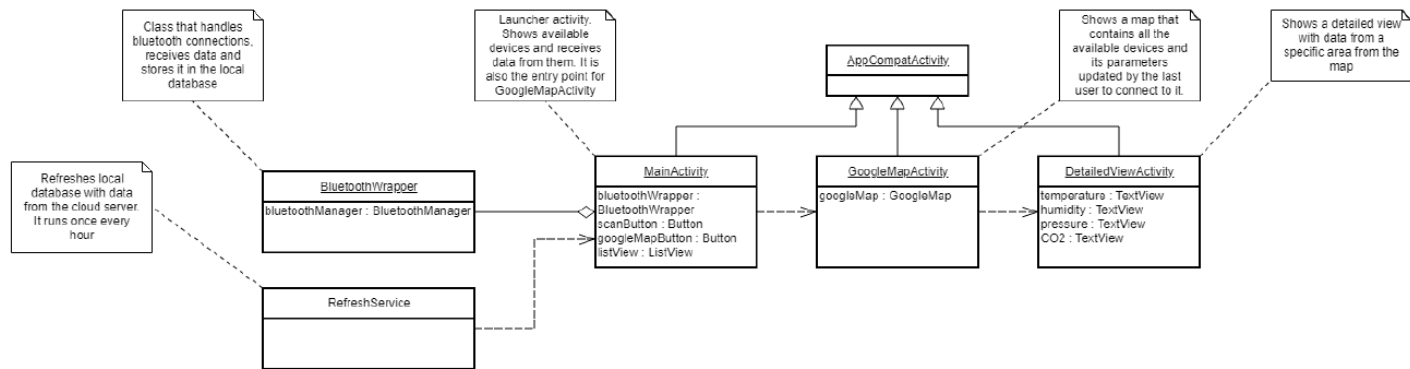 Class that handles
bluetooth connections,
receives data and
stores it in the local
database
Launcher activity.
Shows available
devices and receives
data from them. It is
also the entry point for
GoogleMapActivity
Shows a map that
contains all the
available devices and
its parameters
updated by the last
user to connect to it.
Shows a detailed view
with data from a
specific area from the
map
AppCompatActivity
Refreshes local
database with data
from the cloud server.
It runs once every
hour
BluetoothWrapper
bluetoothManager : BluetoothManager
MainActivity
bluetoothWrapper :
BluetoothWrapper
scanButton : Button
googleMapButton : Button
listView : ListView
GoogleMapActivity
googleMap : GoogleMap
DetailedViewActivity
temperature : TextView
humidity : TextView
pressure : TextView
CO2 : TextView
RefreshService